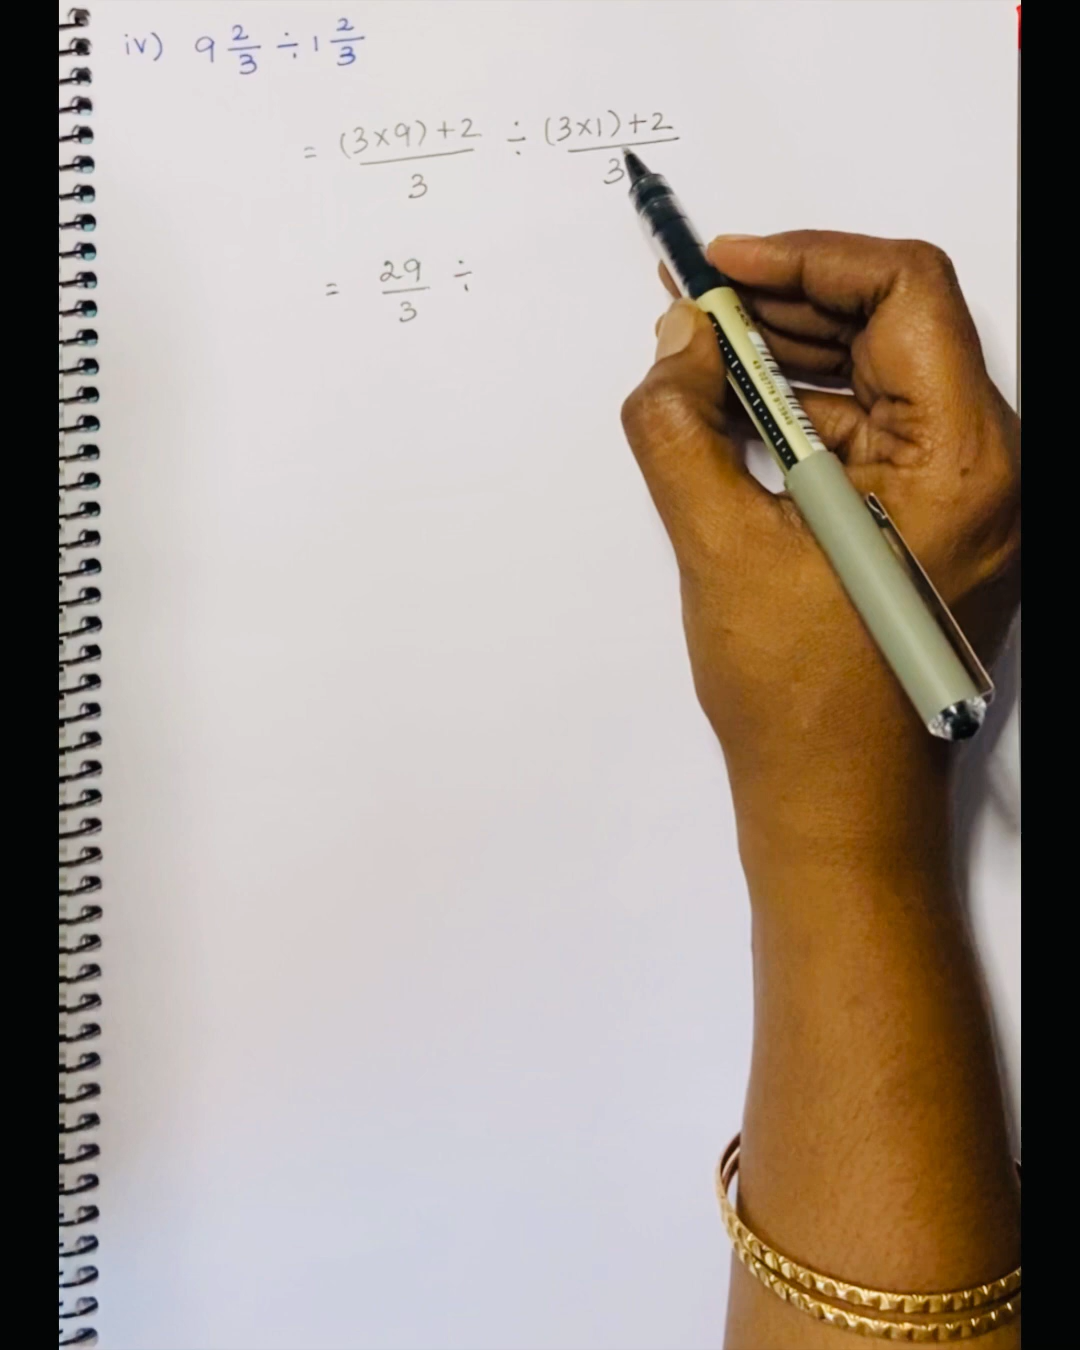 iv) 9 2/3 ÷ 1 2/3
= (3×9)+2/3 ÷ (3×1)+2/3
= 29/3 ÷